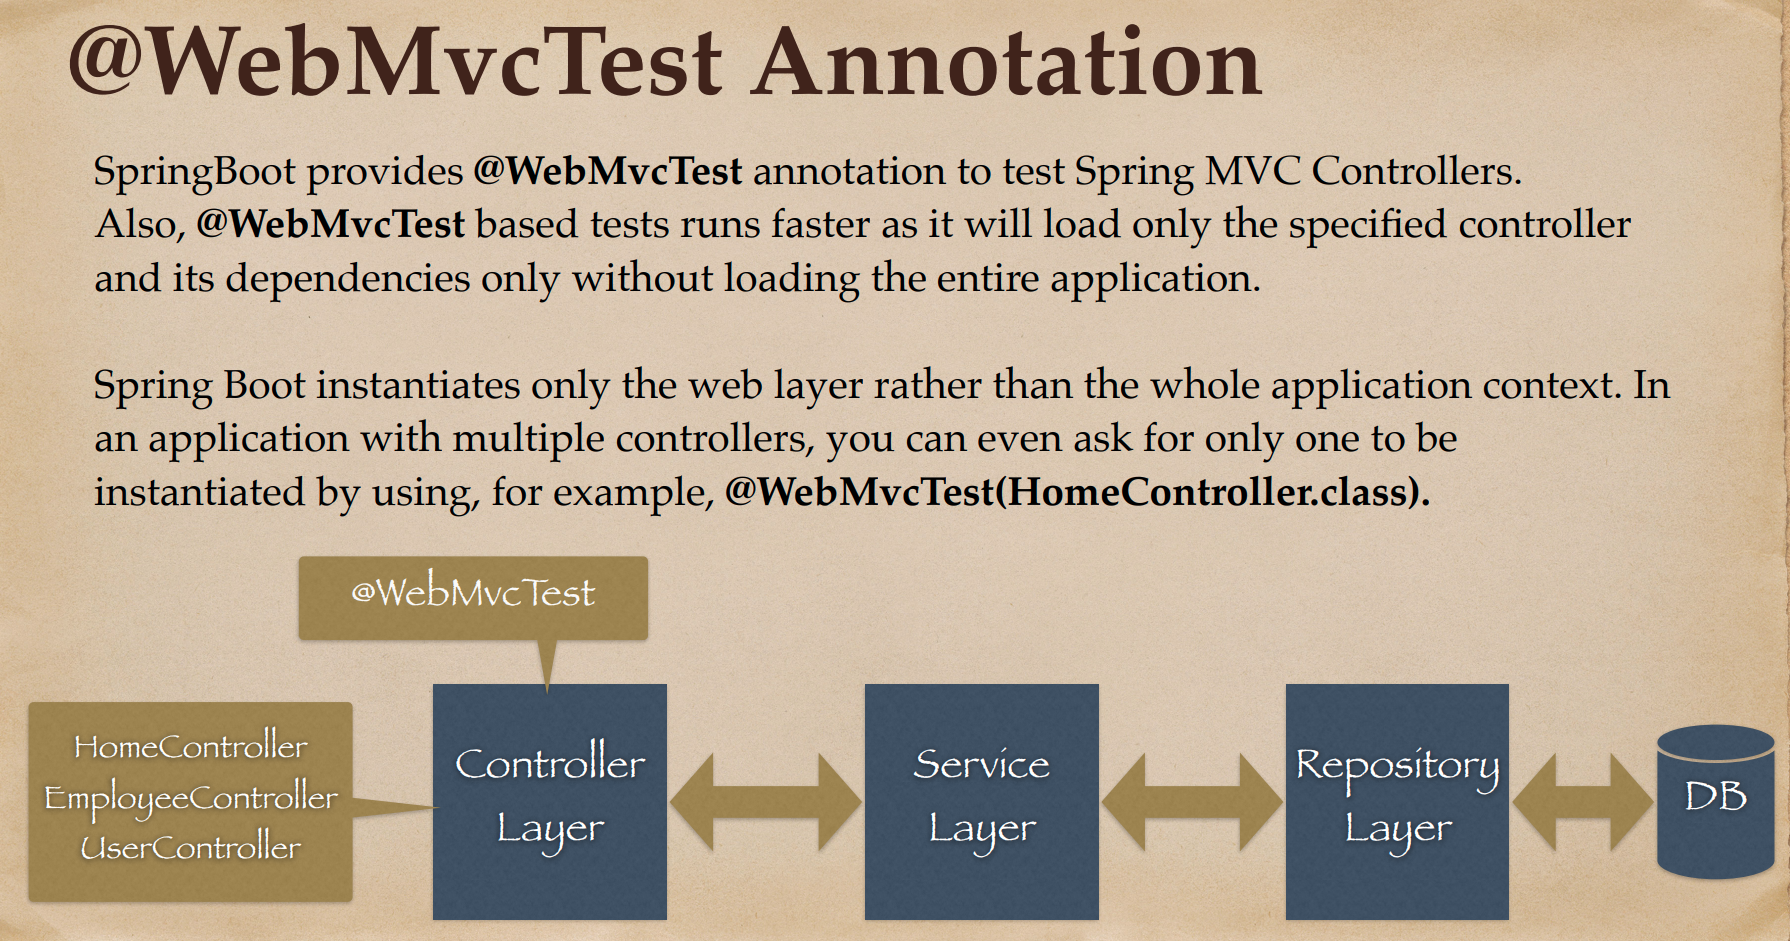 @WebMvcTest Annotation
SpringBoot provides @WebMvcTest annotation to test Spring MVC Controllers.
Also, @WebMvcTest based tests runs faster as it will load only the specified controller
and its dependencies only without loading the entire application.
Spring Boot instantiates only the web layer rather than the whole application context. In
an application with multiple controllers, you can even ask for only one to be
instantiated by using, for example, @WebMvcTest(HomeController.class).
@WebMvcTest
HomeController
EmployeeController
UserController
Controller
Layer
Service
Layer
Repository
Layer
DB